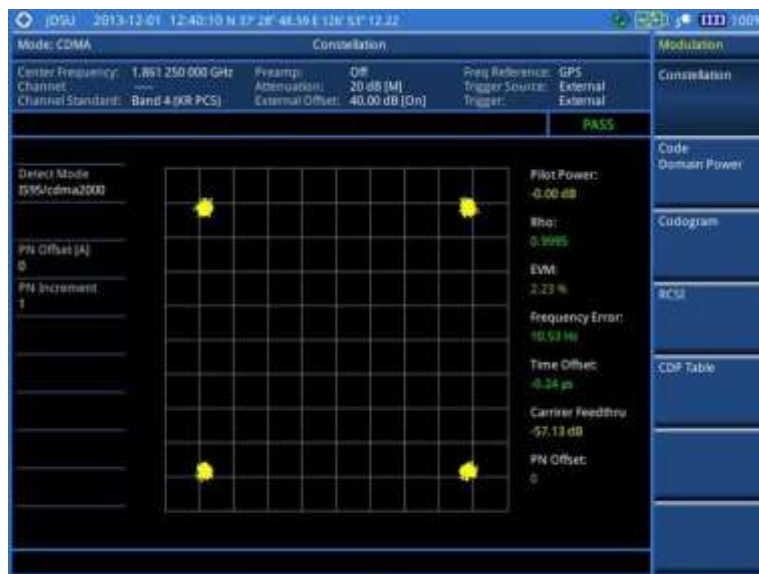 JDSU 2013-12-01 12:40:10 N 37° 28' 48.59 E 126° 53" 12.22 100%
Mode: CDMA Constellation Modulation
Center Frequency: 1.861 250 000 GHz Preamp: Off Freq Reference: GPS
Channel: ---- Attenuation: 20 dB [M] Trigger Source: External
Channel Standard: Band 4 (KR PCS) External Offset: 40.00 dB [On] Trigger: External
Constellation
PASS
Code
Domain Power
Detect Mode
IS95/cdma2000
Pilot Power:
-0.00 dB
Rho:
0.9995
Codogram
PN Offset [A]
0
EVM:
2.23 %
PN Increment
1
RCSI
Frequency Error:
10.53 Hz
Time Offset:
-0.24 µs
CDP Table
Carrirer Feedthru
-57.13 dB
PN Offset:
0